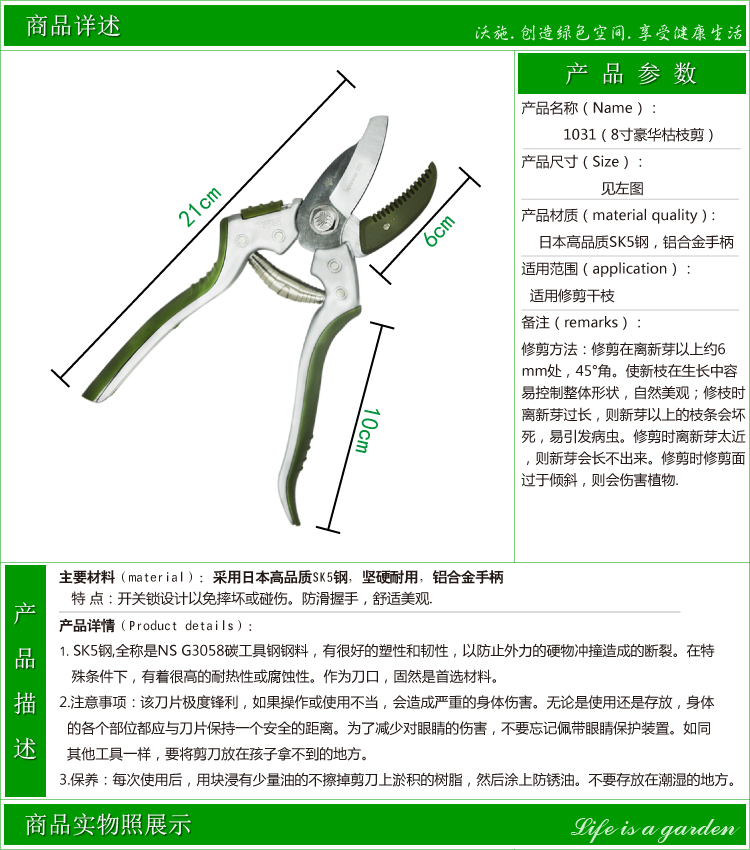 商品详述
沃施.创造绿色空间.享受健康生活
21cm
6cm
10cm
产品参数
产品名称（Name）：
1031（8寸豪华枯枝剪）
产品尺寸（Size）：
见左图
产品材质（material quality）：
日本高品质SK5钢，铝合金手柄
适用范围（application）：
适用修剪干枝
备注（remarks）：
修剪方法：修剪在离新芽以上约6
mm处，45°角。使新枝在生长中容
易控制整体形状，自然美观；修枝时
离新芽过长，则新芽以上的枝条会坏
死，易引发病虫。修剪时离新芽太近
，则新芽会长不出来。修剪时修剪面
过于倾斜，则会伤害植物.
产品描述
主要材料（material）：采用日本高品质SK5钢，坚硬耐用，铝合金手柄
特 点：开关锁设计以免摔坏或碰伤。防滑握手，舒适美观.
产品详情（Product details）：
1. SK5钢,全称是NS G3058碳工具钢钢料，有很好的塑性和韧性，以防止外力的硬物冲撞造成的断裂。在特
殊条件下，有着很高的耐热性或腐蚀性。作为刀口，固然是首选材料。
2.注意事项：该刀片极度锋利，如果操作或使用不当，会造成严重的身体伤害。无论是使用还是存放，身体
的各个部位都应与刀片保持一个安全的距离。为了减少对眼睛的伤害，不要忘记佩带眼睛保护装置。如同
其他工具一样，要将剪刀放在孩子拿不到的地方。
3.保养：每次使用后，用块浸有少量油的不擦掉剪刀上淤积的树脂，然后涂上防锈油。不要存放在潮湿的地方。
商品实物照展示
Life is a garden